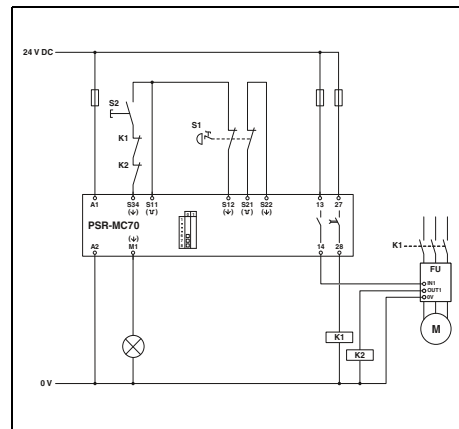 24 V DC
S2
K1
K2
S1
A1
S34
S11
S12
S21
S22
13
27
PSR-MC70
A2
M1
14
28
K1
K2
0 V
K1
FU
IN1
OUT1
0V
M